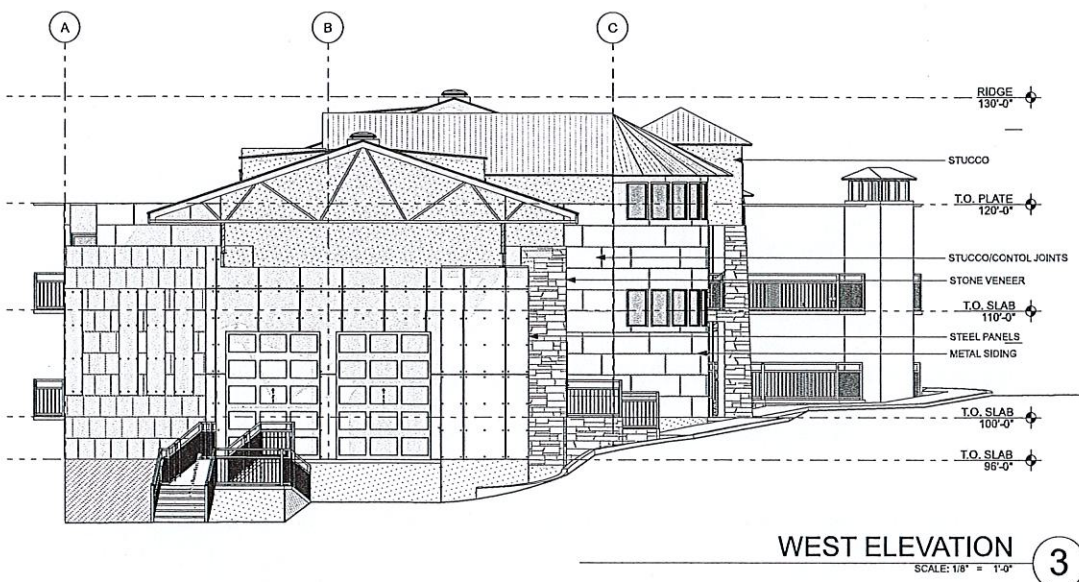 A
B
C
RIDGE
130'-0"
STUCCO
T.O. PLATE
120'-0"
STUCCO/CONTOL JOINTS
STONE VENEER
T.O. SLAB
110'-0"
STEEL PANELS
METAL SIDING
T.O. SLAB
100'-0"
T.O. SLAB
96'-0"
WEST ELEVATION
SCALE: 1/8" = 1'-0"
3